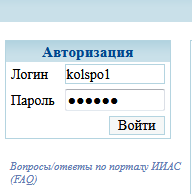 Авторизация
Логин kolspo1
Пароль ●●●●●●
Войти
Вопросы/ответы по порталу ИИАС
(FAQ)